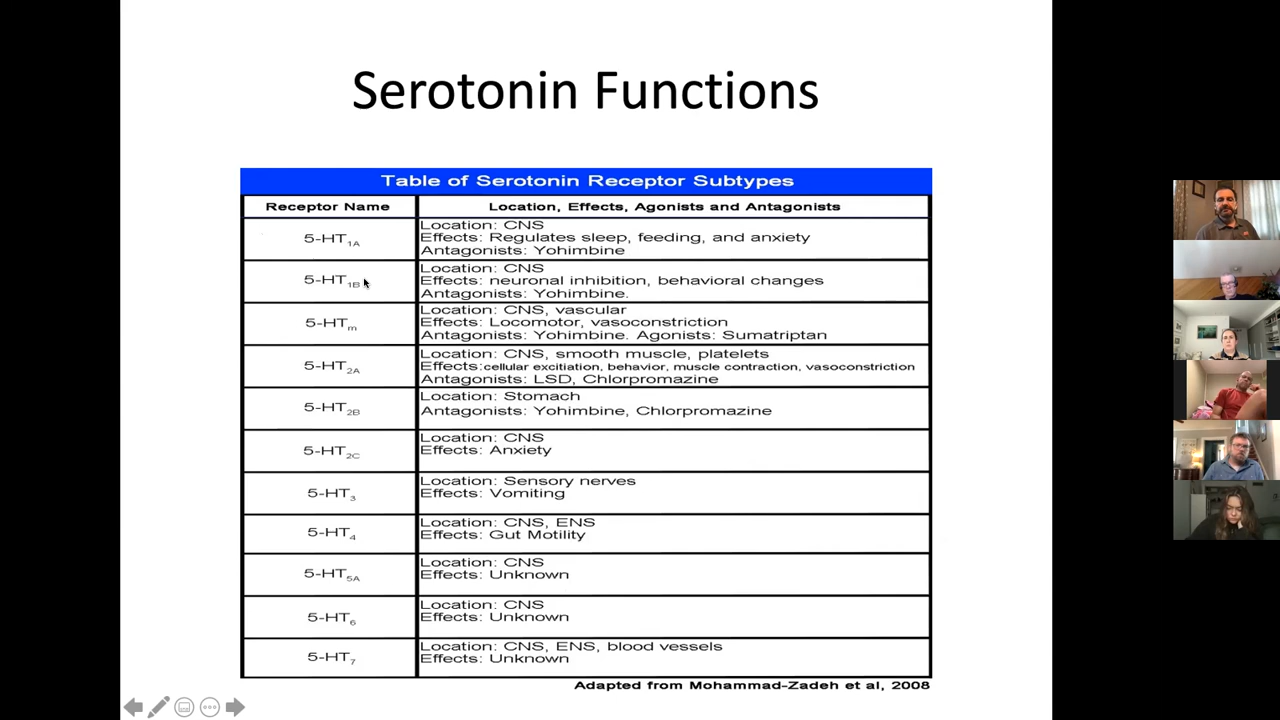 Serotonin Functions
Table of Serotonin Receptor Subtypes
Receptor Name Location, Effects, Agonists and Antagonists
5-HT1A
Location: CNS
Effects: Regulates sleep, feeding, and anxiety
Antagonists: Yohimbine
5-HT1B
Location: CNS
Effects: neuronal inhibition, behavioral changes
Antagonists: Yohimbine.
5-HTm
Location: CNS, vascular
Effects: Locomotor, vasoconstriction
Antagonists: Yohimbine. Agonists: Sumatriptan
5-HT2A
Location: CNS, smooth muscle, platelets
Effects:cellular excitiation, behavior, muscle contraction, vasoconstriction
Antagonists: LSD, Chlorpromazine
5-HT2B
Location: Stomach
Antagonists: Yohimbine, Chlorpromazine
5-HT2C
Location: CNS
Effects: Anxiety
5-HT3
Location: Sensory nerves
Effects: Vomiting
5-HT4
Location: CNS, ENS
Effects: Gut Motility
5-HT5A
Location: CNS
Effects: Unknown
5-HT6
Location: CNS
Effects: Unknown
5-HT7
Location: CNS, ENS, blood vessels
Effects: Unknown
Adapted from Mohammad-Zadeh et al, 2008